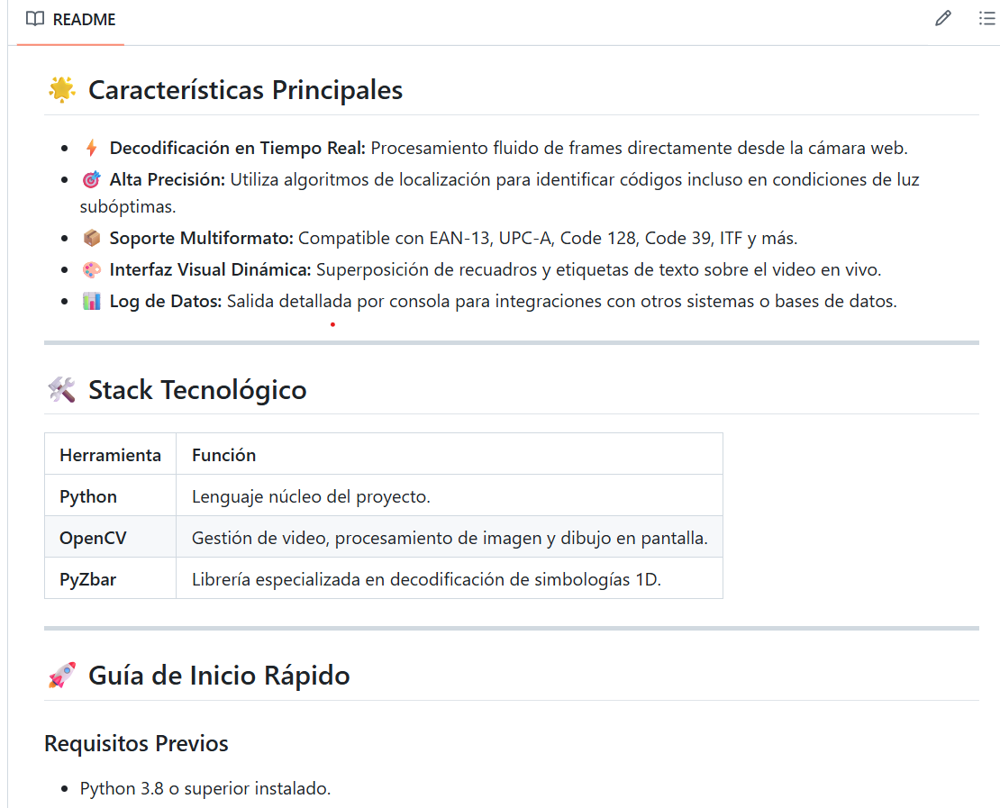 README
🌟 Características Principales
⚡ Decodificación en Tiempo Real: Procesamiento fluido de frames directamente desde la cámara web.
🎯 Alta Precisión: Utiliza algoritmos de localización para identificar códigos incluso en condiciones de luz
subóptimas.
📦 Soporte Multiformato: Compatible con EAN-13, UPC-A, Code 128, Code 39, ITF y más.
🎨 Interfaz Visual Dinámica: Superposición de recuadros y etiquetas de texto sobre el video en vivo.
📊 Log de Datos: Salida detallada por consola para integraciones con otros sistemas o bases de datos.
🛠️ Stack Tecnológico
Herramienta Función
Python Lenguaje núcleo del proyecto.
OpenCV Gestión de video, procesamiento de imagen y dibujo en pantalla.
PyZbar Librería especializada en decodificación de simbologías 1D.
🚀 Guía de Inicio Rápido
Requisitos Previos
Python 3.8 o superior instalado.